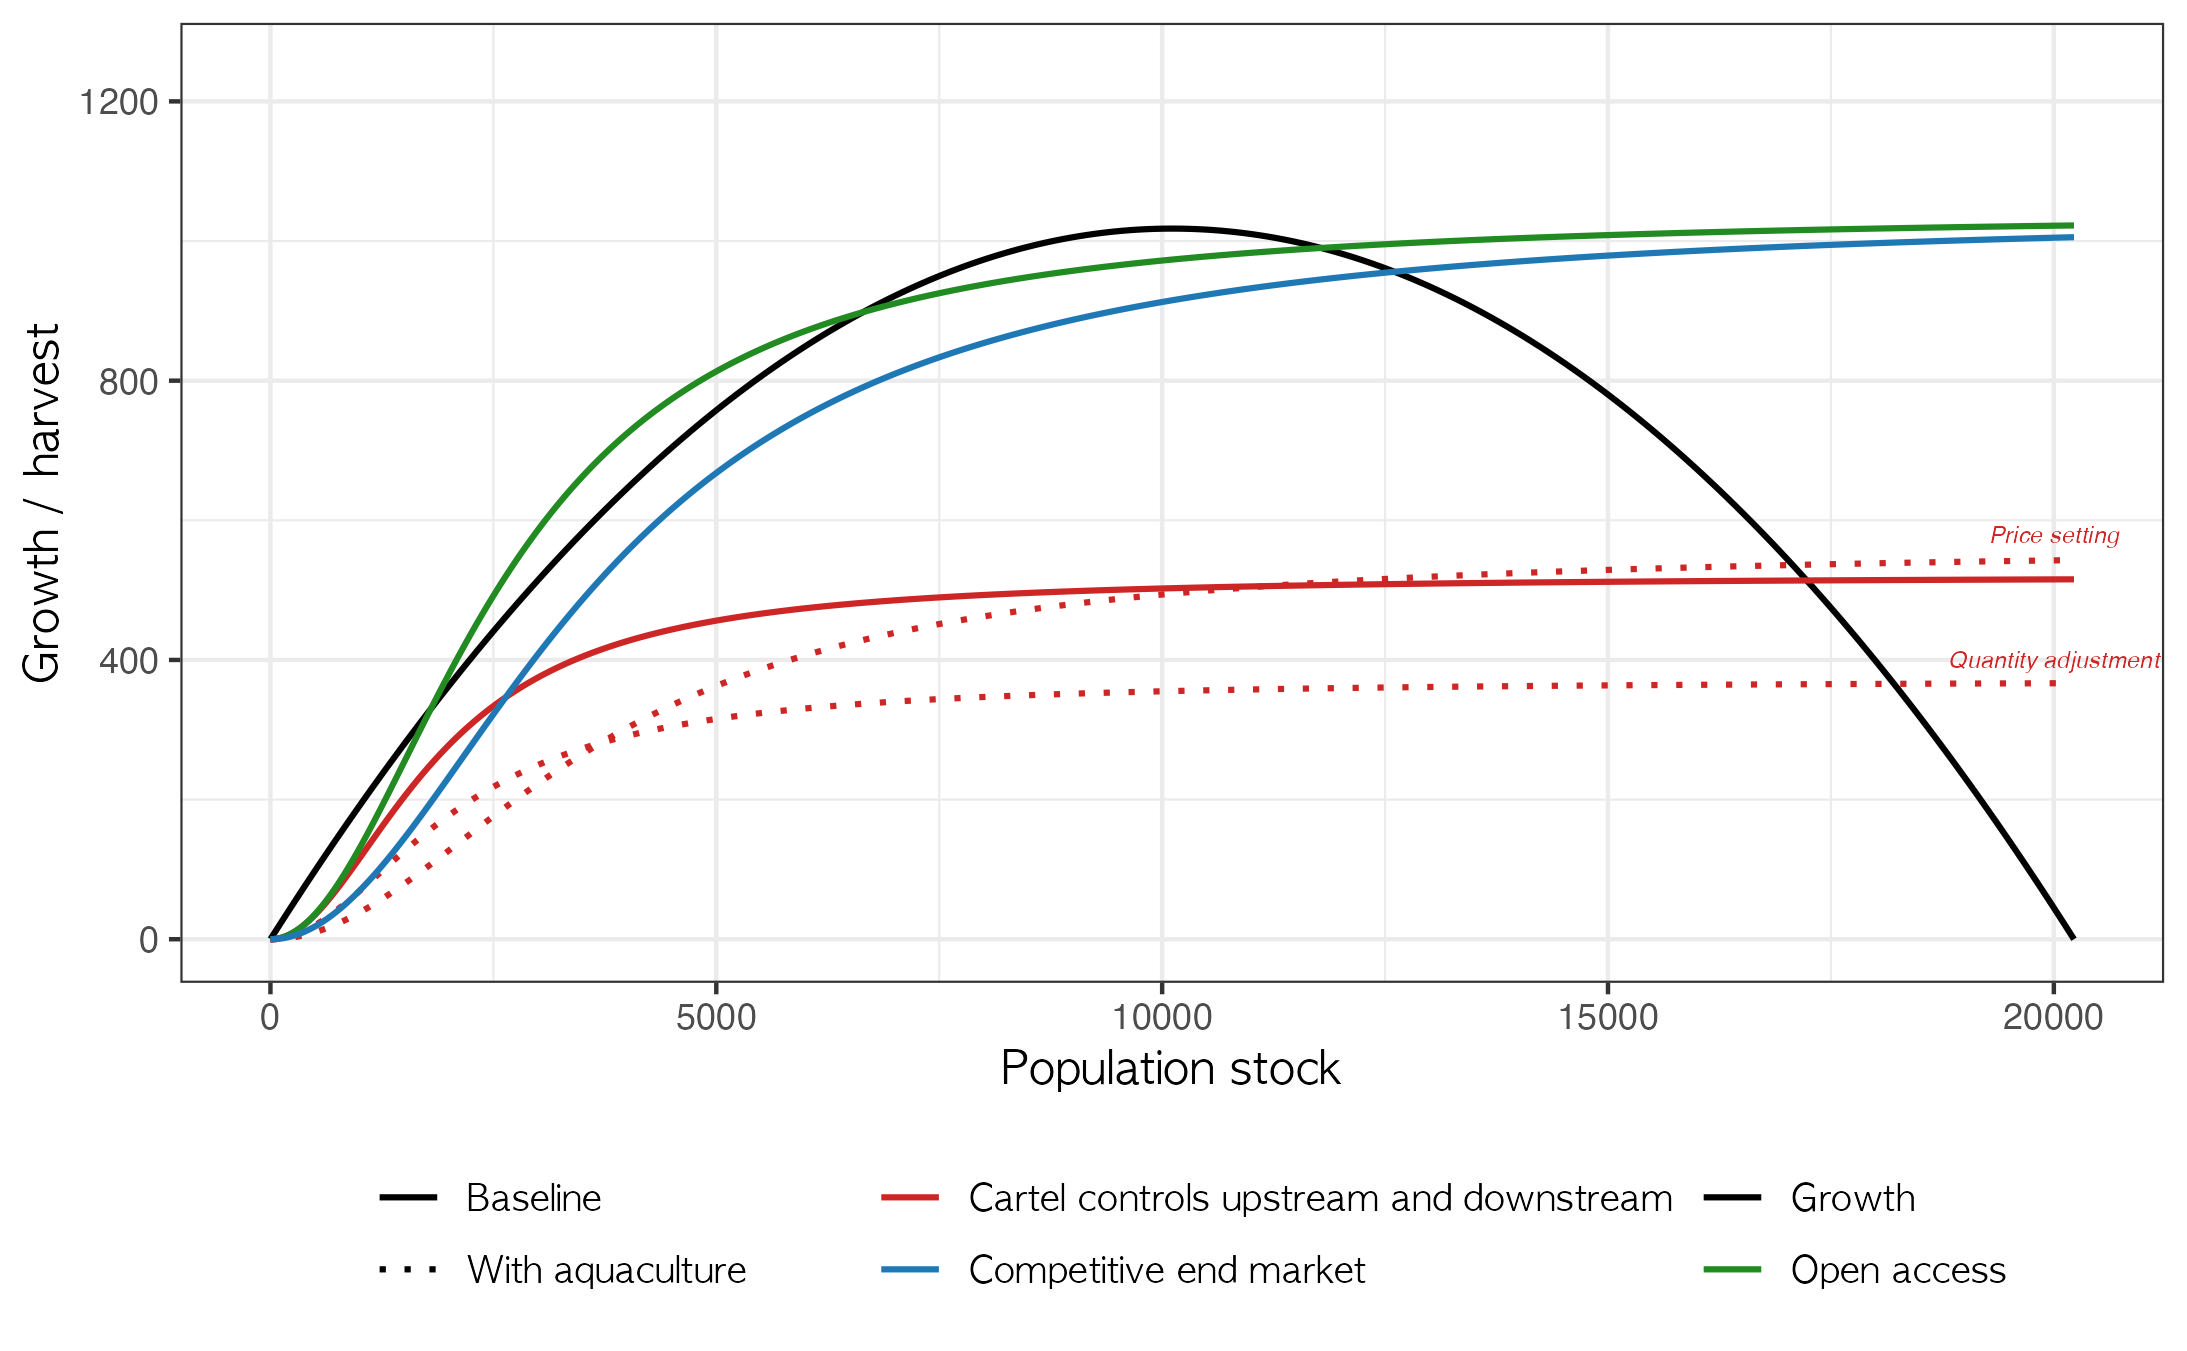 Growth / harvest
1200
800
400
0
Price setting
Quantity adjustment
0 5000 10000 15000 20000
Population stock
Baseline Cartel controls upstream and downstream Growth
With aquaculture Competitive end market Open access